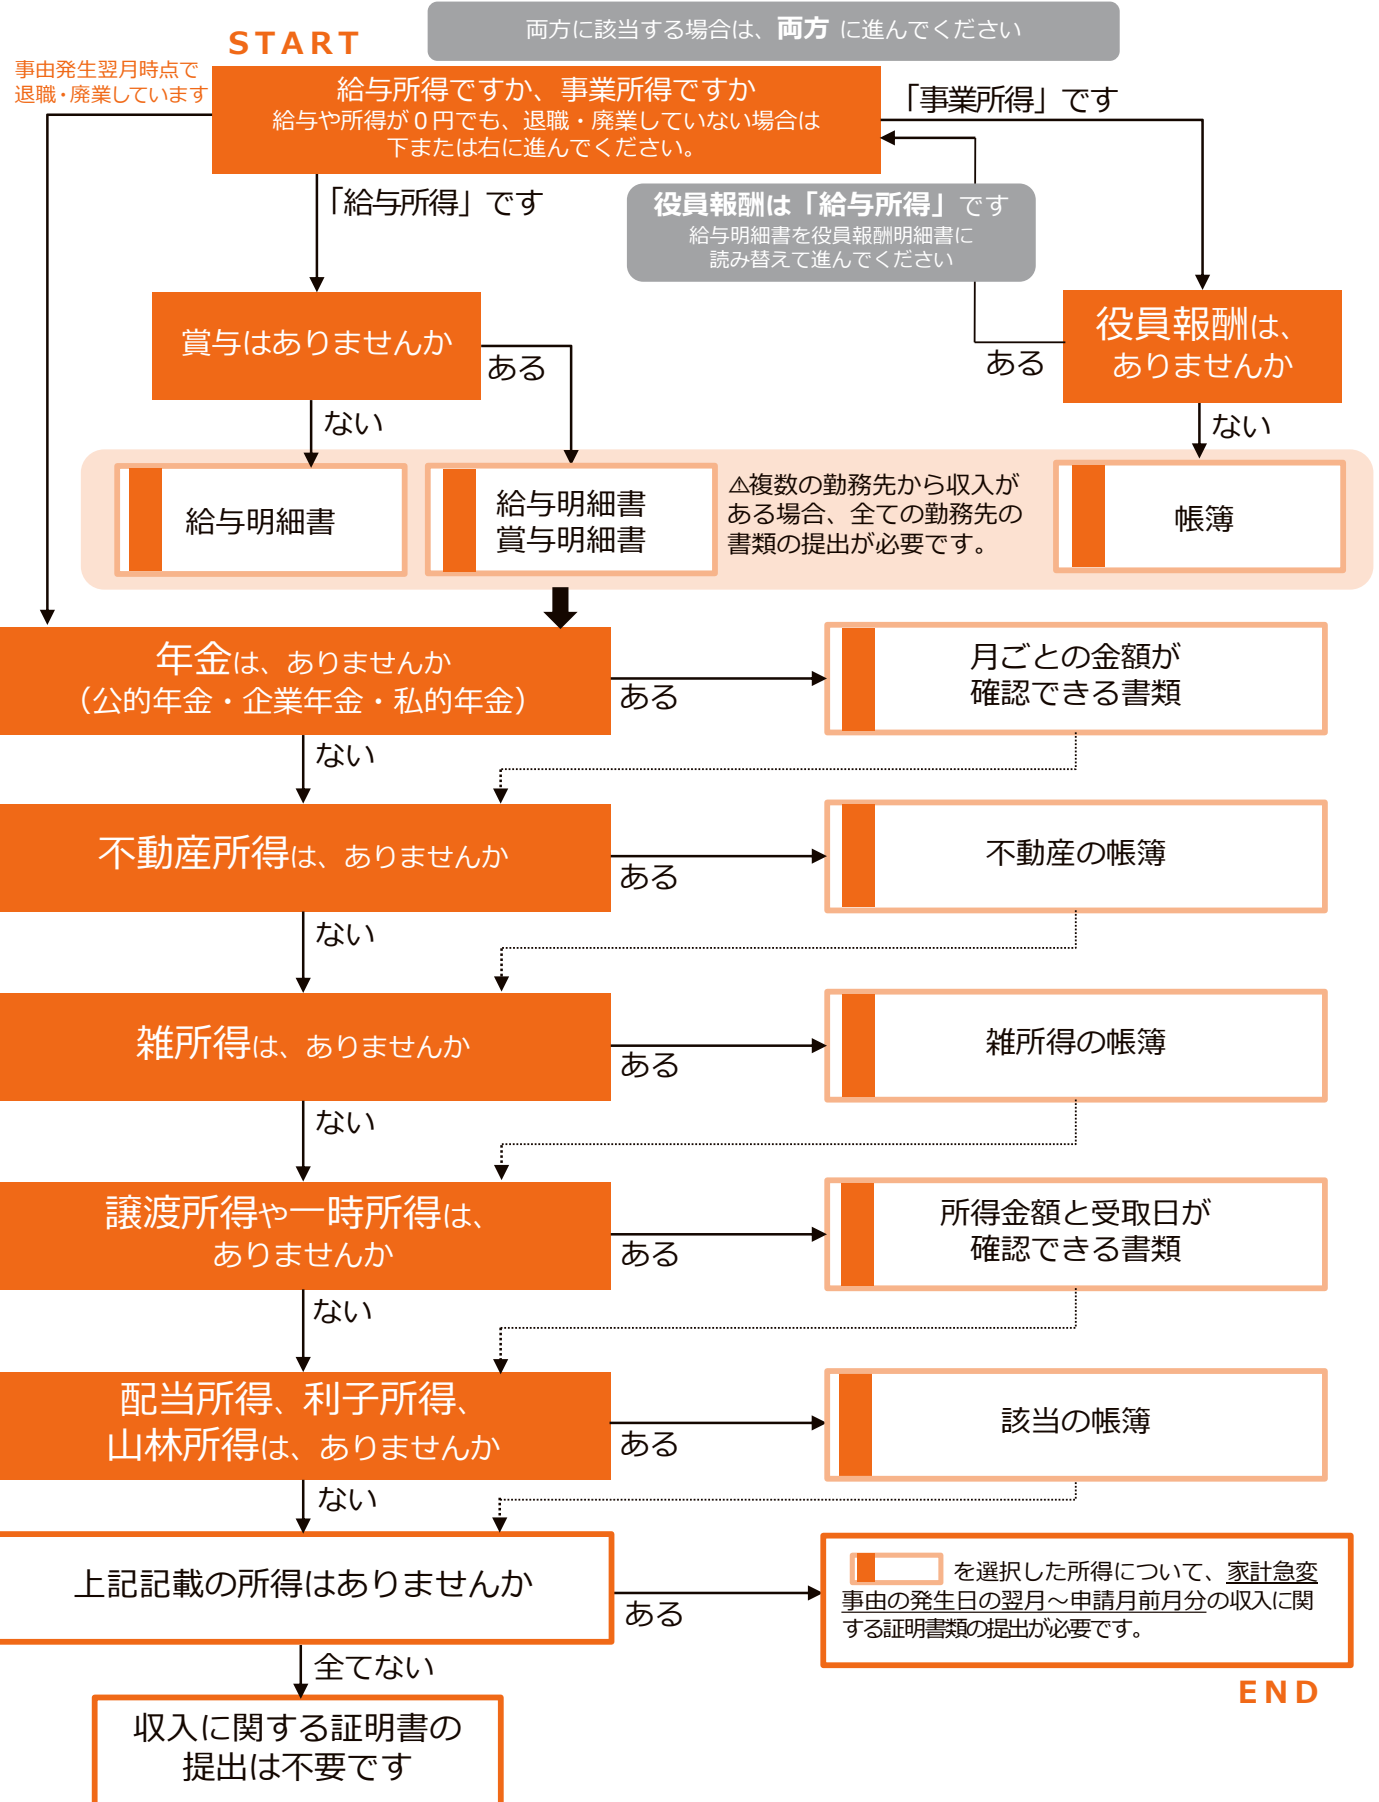 両方に該当する場合は、両方 に進んでください
START
事由発生翌月時点で
退職・廃業しています
給与所得ですか、事業所得ですか
給与や所得が０円でも、退職・廃業していない場合は
下または右に進んでください。
「事業所得」です
「給与所得」です
役員報酬は「給与所得」です
給与明細書を役員報酬明細書に
読み替えて進んでください
賞与はありませんか
ある
ない
役員報酬は、
ありませんか
ある
ない
給与明細書
給与明細書
賞与明細書
⚠複数の勤務先から収入が
ある場合、全ての勤務先の
書類の提出が必要です。
帳簿
年金は、ありませんか
（公的年金・企業年金・私的年金）
ある
月ごとの金額が
確認できる書類
ない
不動産所得は、ありませんか
ある
不動産の帳簿
ない
雑所得は、ありませんか
ある
雑所得の帳簿
ない
譲渡所得や一時所得は、
ありませんか
ある
所得金額と受取日が
確認できる書類
ない
配当所得、利子所得、
山林所得は、ありませんか
ある
該当の帳簿
ない
上記記載の所得はありませんか
ある
を選択した所得について、家計急変
事由の発生日の翌月～申請月前月分の収入に関
する証明書類の提出が必要です。
END
全てない
収入に関する証明書の
提出は不要です